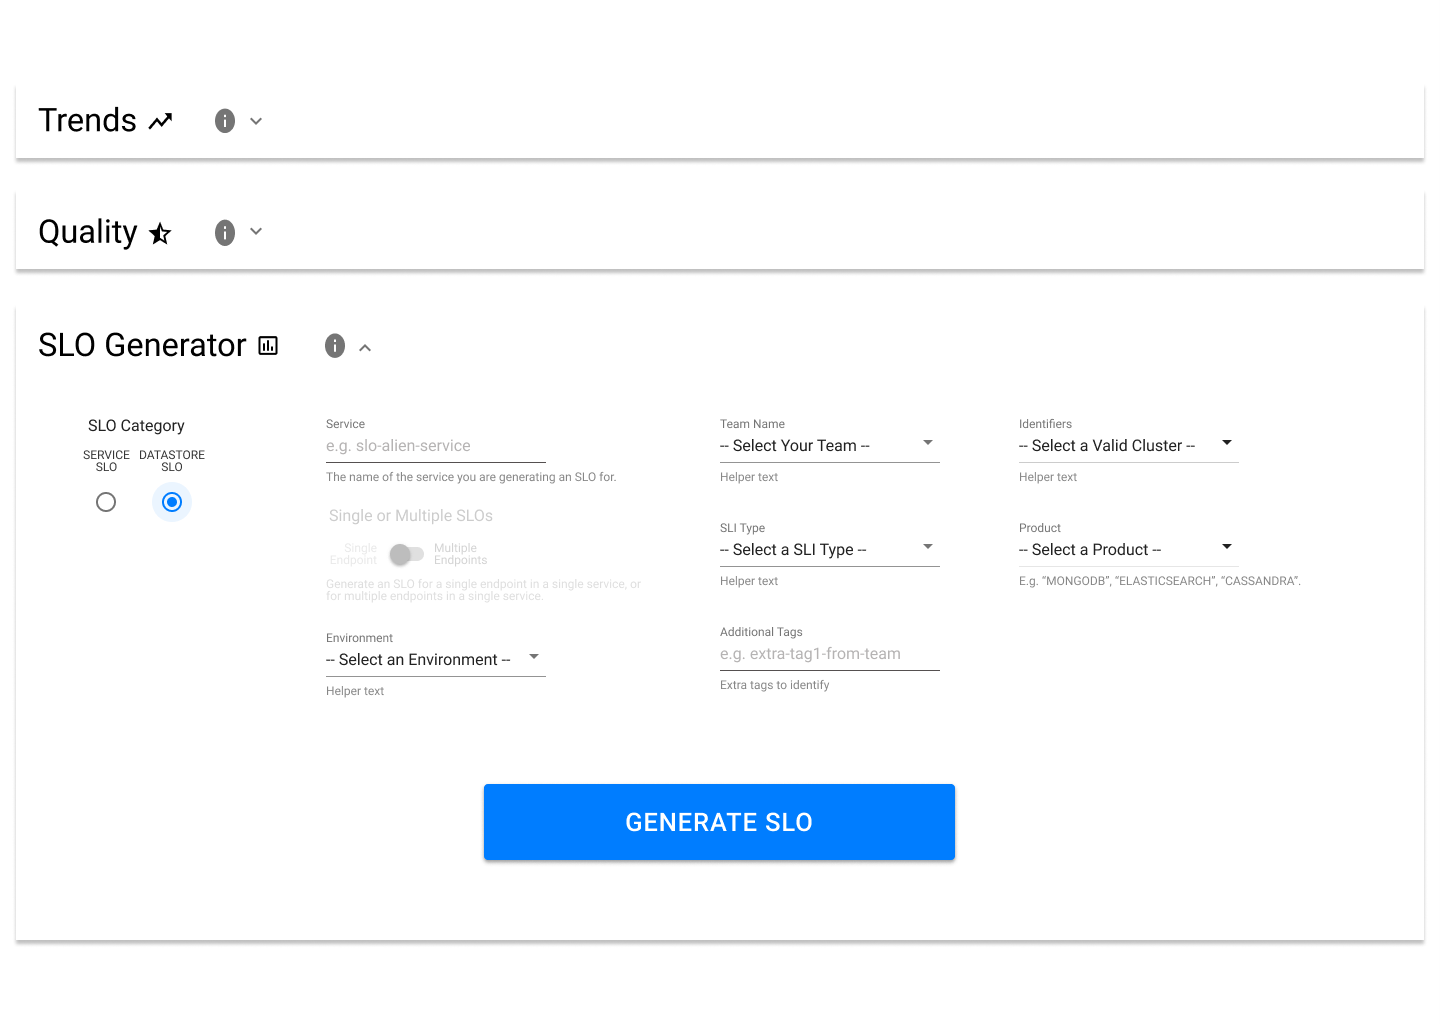 Trends
Quality
SLO Generator
SLO Category
SERVICE
SLO
DATASTORE
SLO
Service
e.g. slo-alien-service
The name of the service you are generating an SLO for.
Single or Multiple SLOs
Single
Endpoint
Multiple
Endpoints
Generate an SLO for a single endpoint in a single service, or
for multiple endpoints in a single service.
Environment
-- Select an Environment --
Helper text
Team Name
-- Select Your Team --
Helper text
SLI Type
-- Select a SLI Type --
Helper text
Additional Tags
e.g. extra-tag1-from-team
Extra tags to identify
Identifiers
-- Select a Valid Cluster --
Helper text
Product
-- Select a Product --
E.g. “MONGODB”, “ELASTICSEARCH”, “CASSANDRA”.
GENERATE SLO